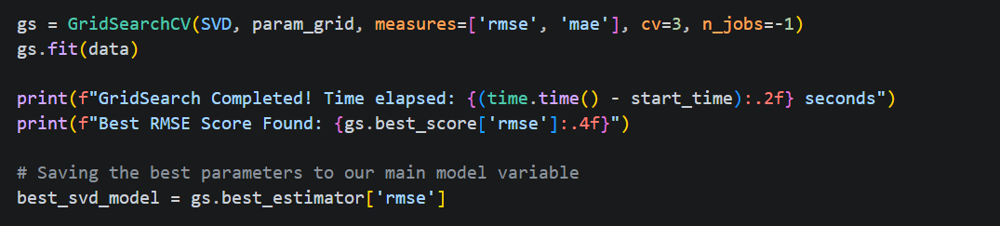 gs = GridSearchCV(SVD, param_grid, measures=['rmse', 'mae'], cv=3, n_jobs=-1)
gs.fit(data)
print(f"GridSearch Completed! Time elapsed: {(time.time() - start_time):.2f} seconds")
print(f"Best RMSE Score Found: {gs.best_score['rmse']:.4f}")
# Saving the best parameters to our main model variable
best_svd_model = gs.best_estimator['rmse']